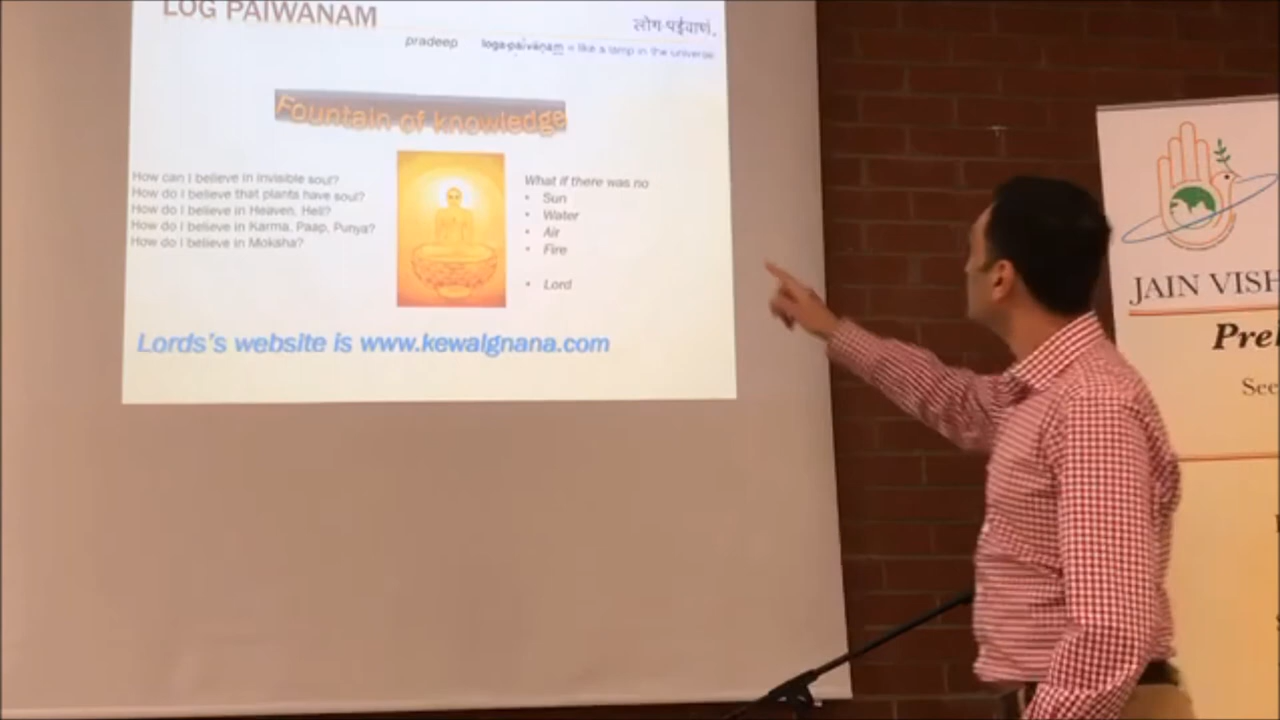 LOG PAIWANAM
लोग-पईवाणं,
pradeep
loga-paivāṇaṃ = like a lamp in the universe
Fountain of knowledge
How can I believe in invisible soul?
How do I believe that plants have soul?
How do I believe in Heaven, Hell?
How do I believe in Karma, Paap, Punya?
How do I believe in Moksha?
What if there was no
• Sun
• Water
• Air
• Fire
• Lord
Lords's website is www.kewalgnana.com
JAIN VISH
Pre
See